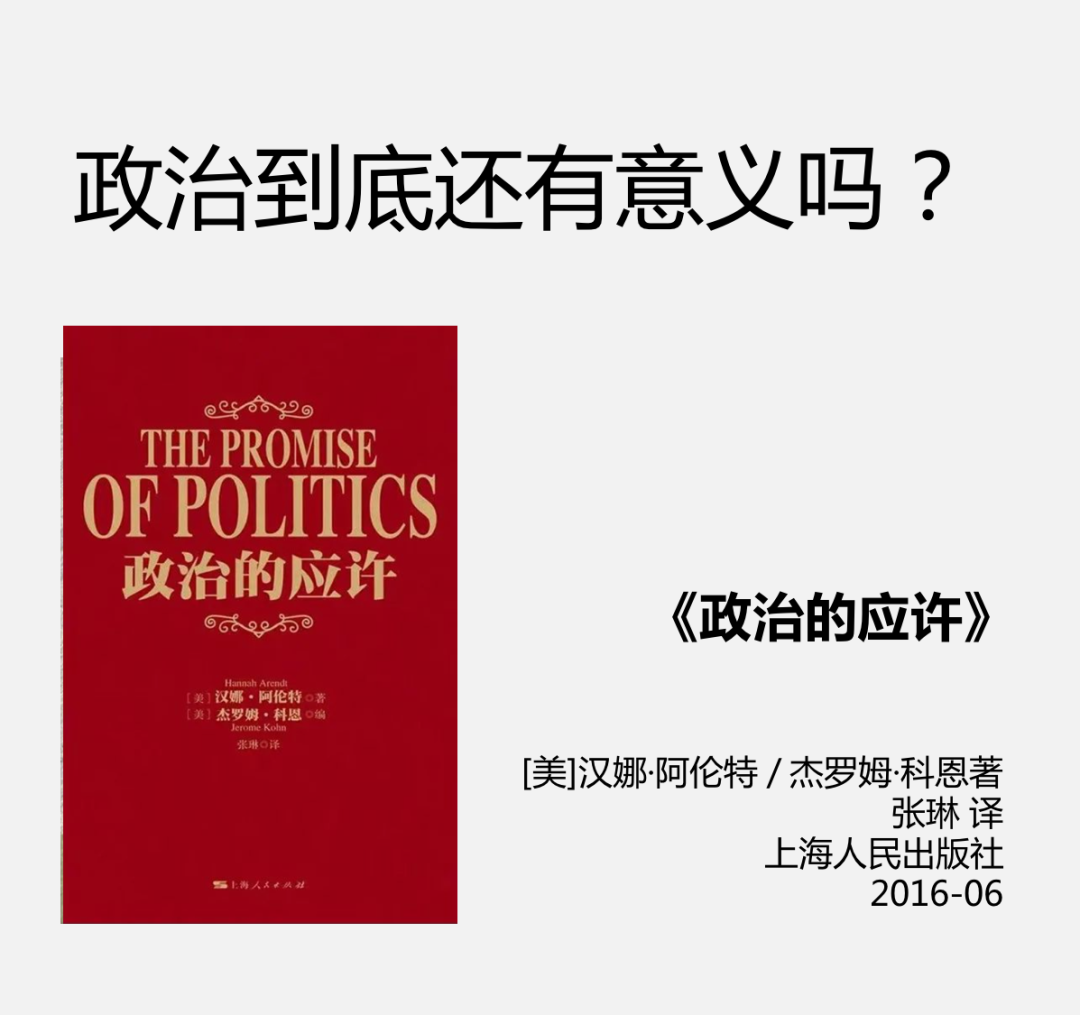 政治到底还有意义吗？
THE PROMISE
OF POLITICS
政治的应许
Hannah Arendt
[美] 汉娜·阿伦特 ◎著
[美] 杰罗姆·科恩 ◎编
Jerome Kohn
张琳◎译
上海人民出版社
《政治的应许》
[美]汉娜·阿伦特 / 杰罗姆·科恩著
张琳 译
上海人民出版社
2016-06